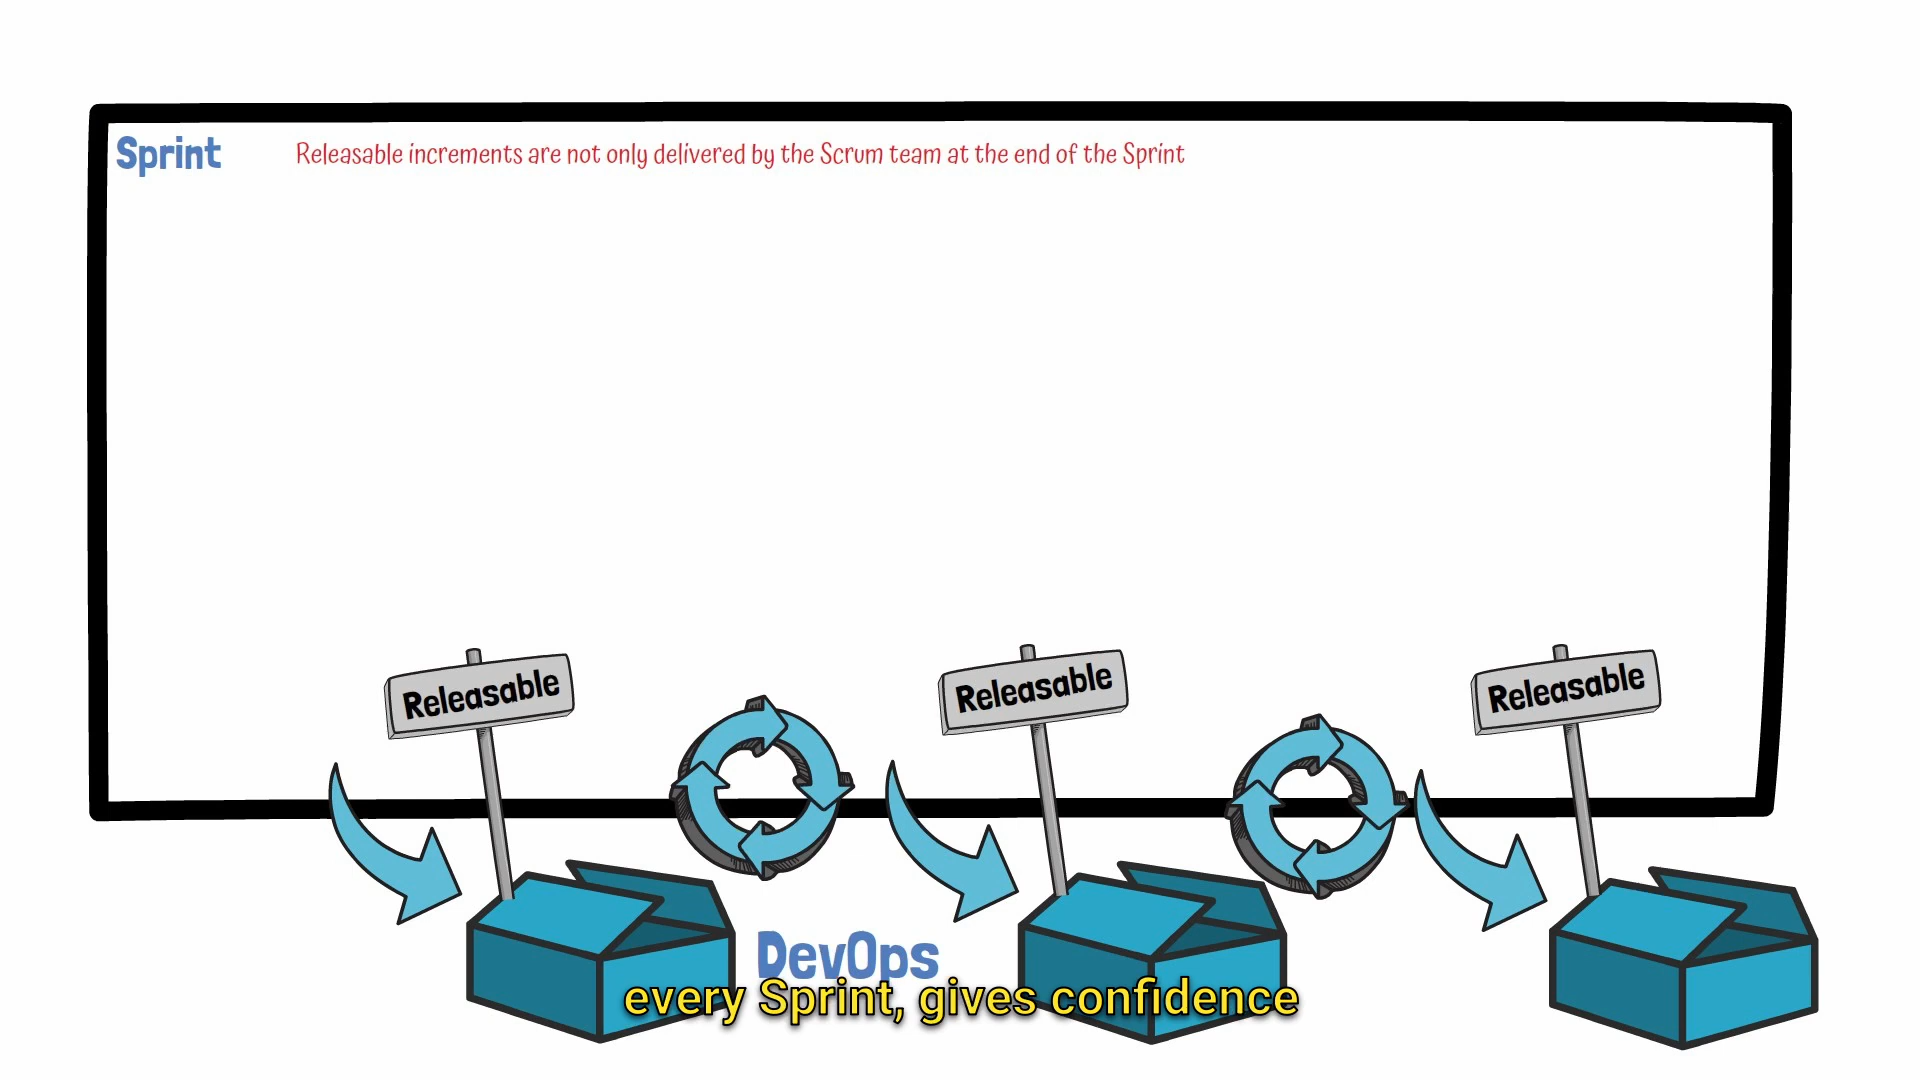 Sprint
Releasable increments are not only delivered by the Scrum team at the end of the Sprint
Releasable
Releasable
Releasable
DevOps
every Sprint, gives confidence